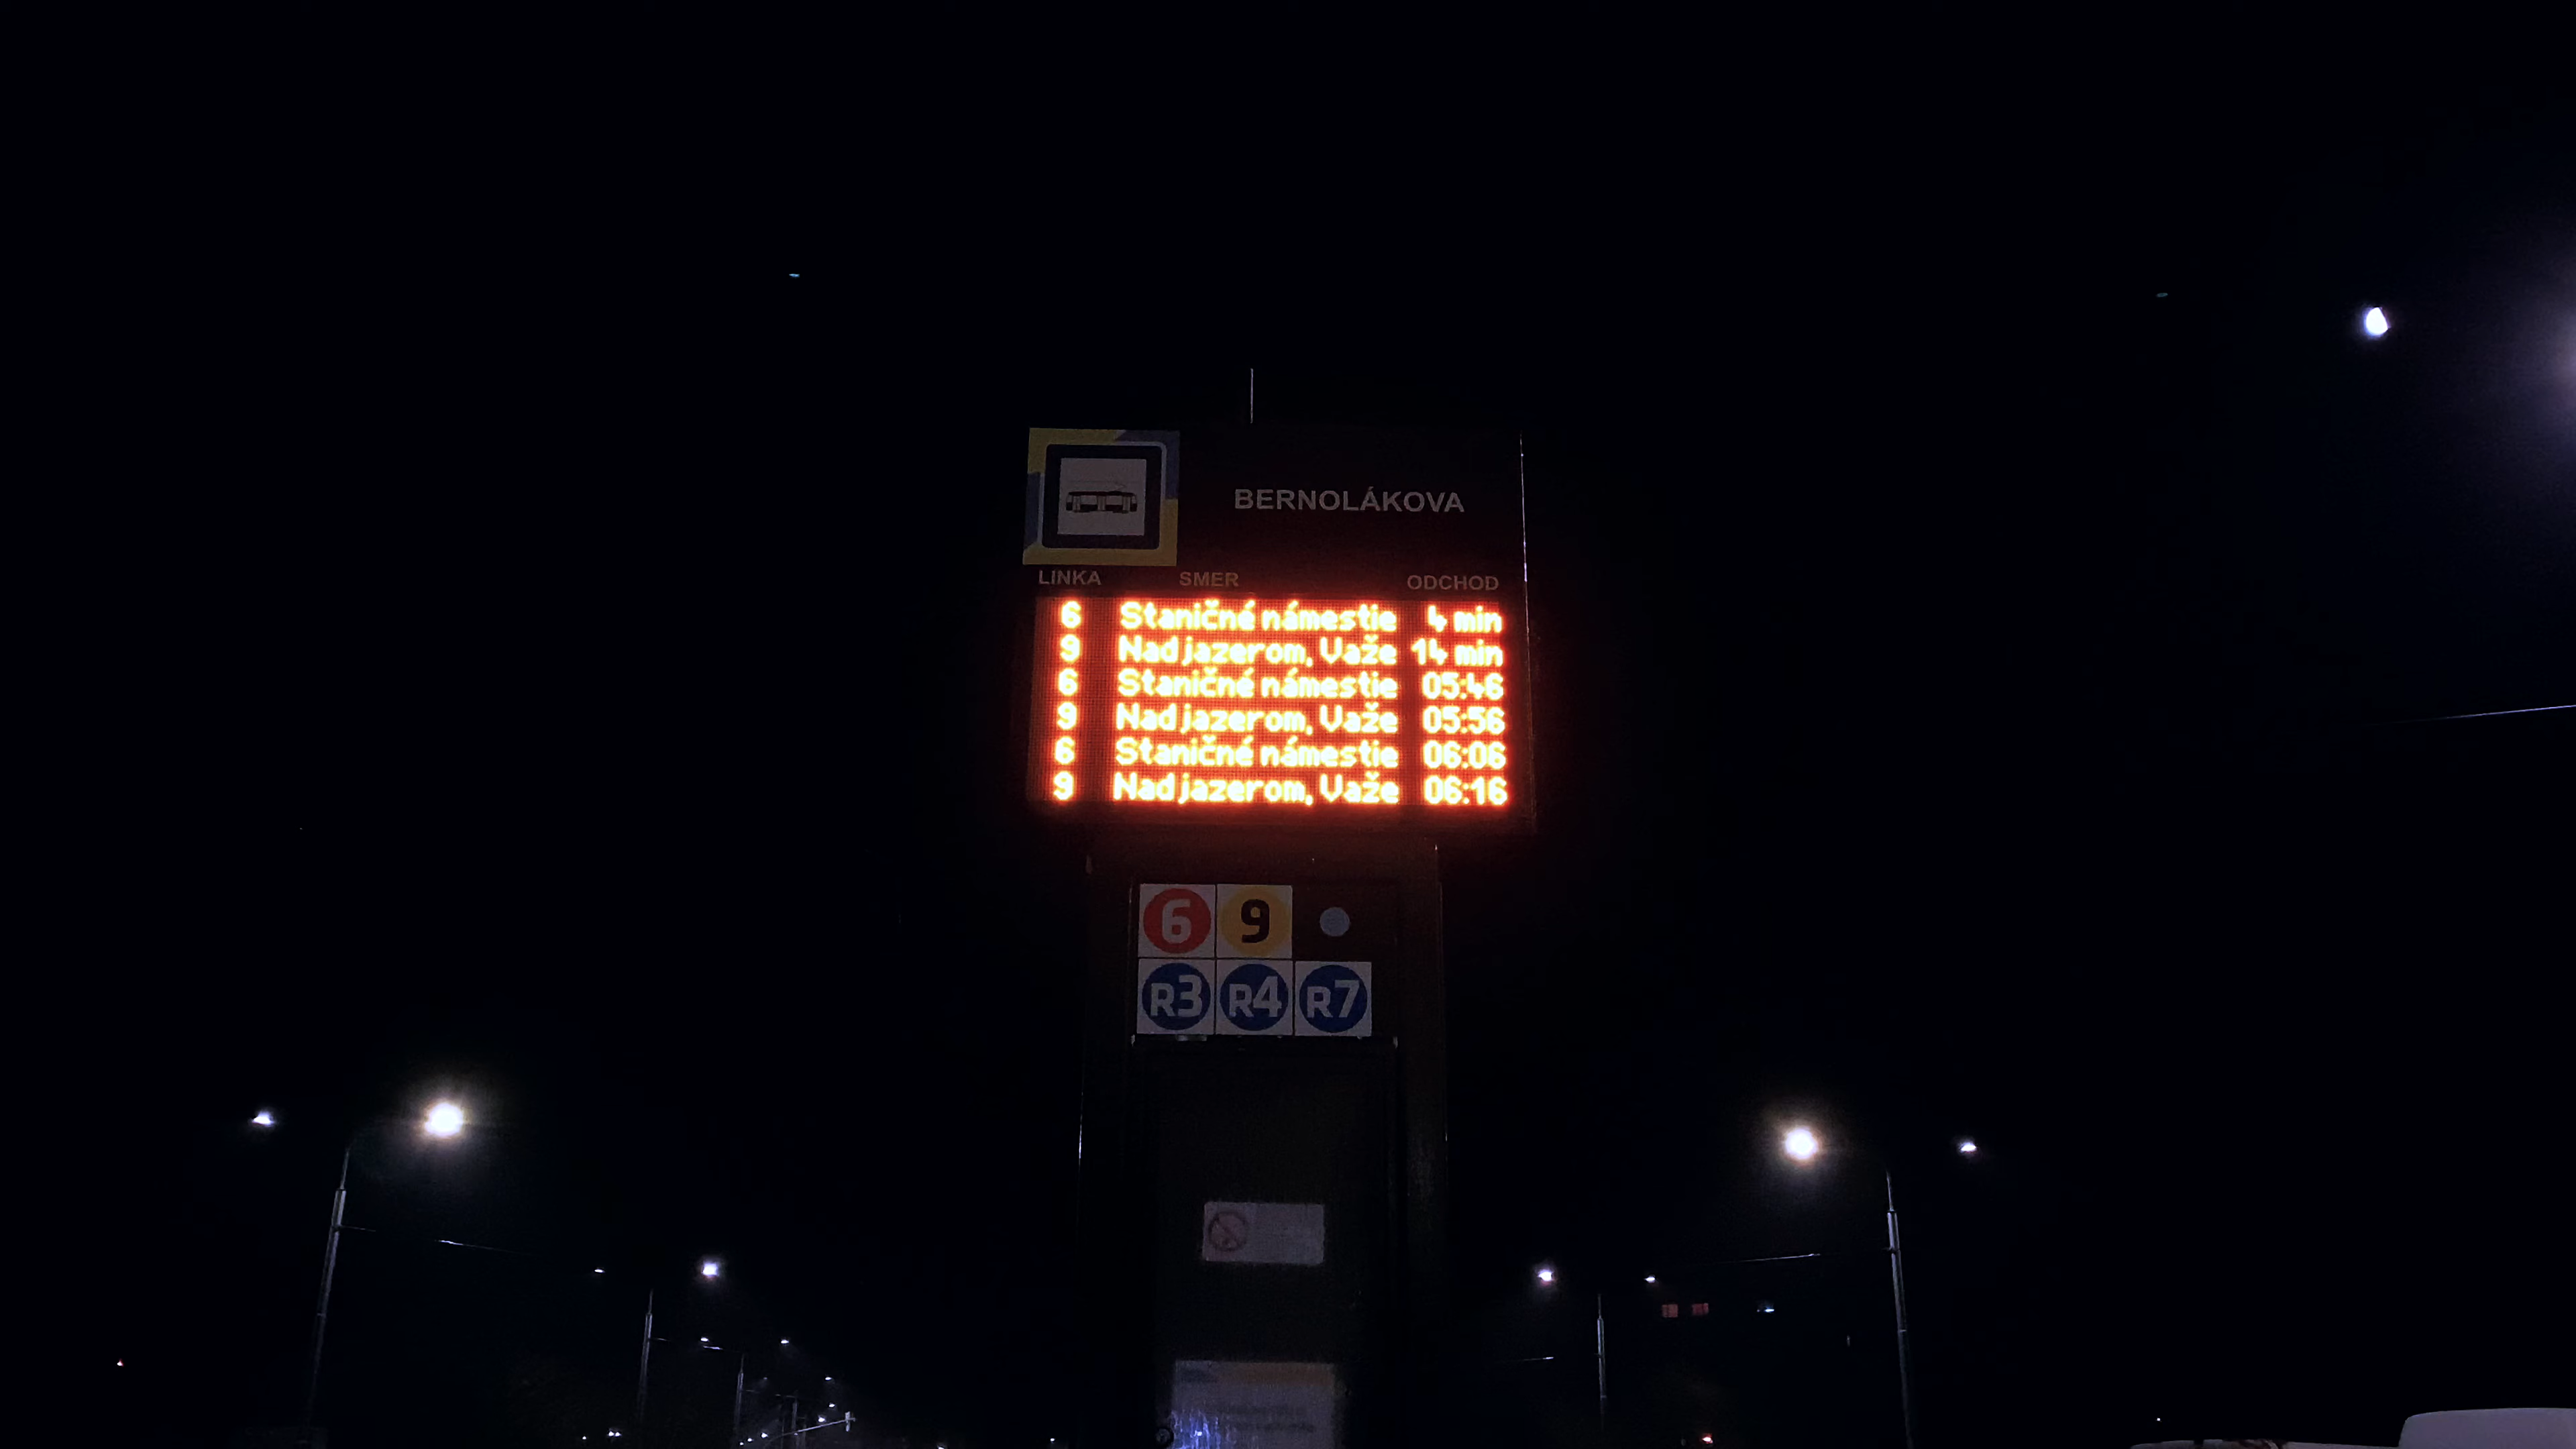 BERNOLÁKOVA
LINKA SMER ODCHOD
6 Staničné námestie 4 min
9 Nad jazerom, Važe 14 min
6 Staničné námestie 05:46
9 Nad jazerom, Važe 05:56
6 Staničné námestie 06:06
9 Nad jazerom, Važe 06:16
6 9
R3 R4 R7